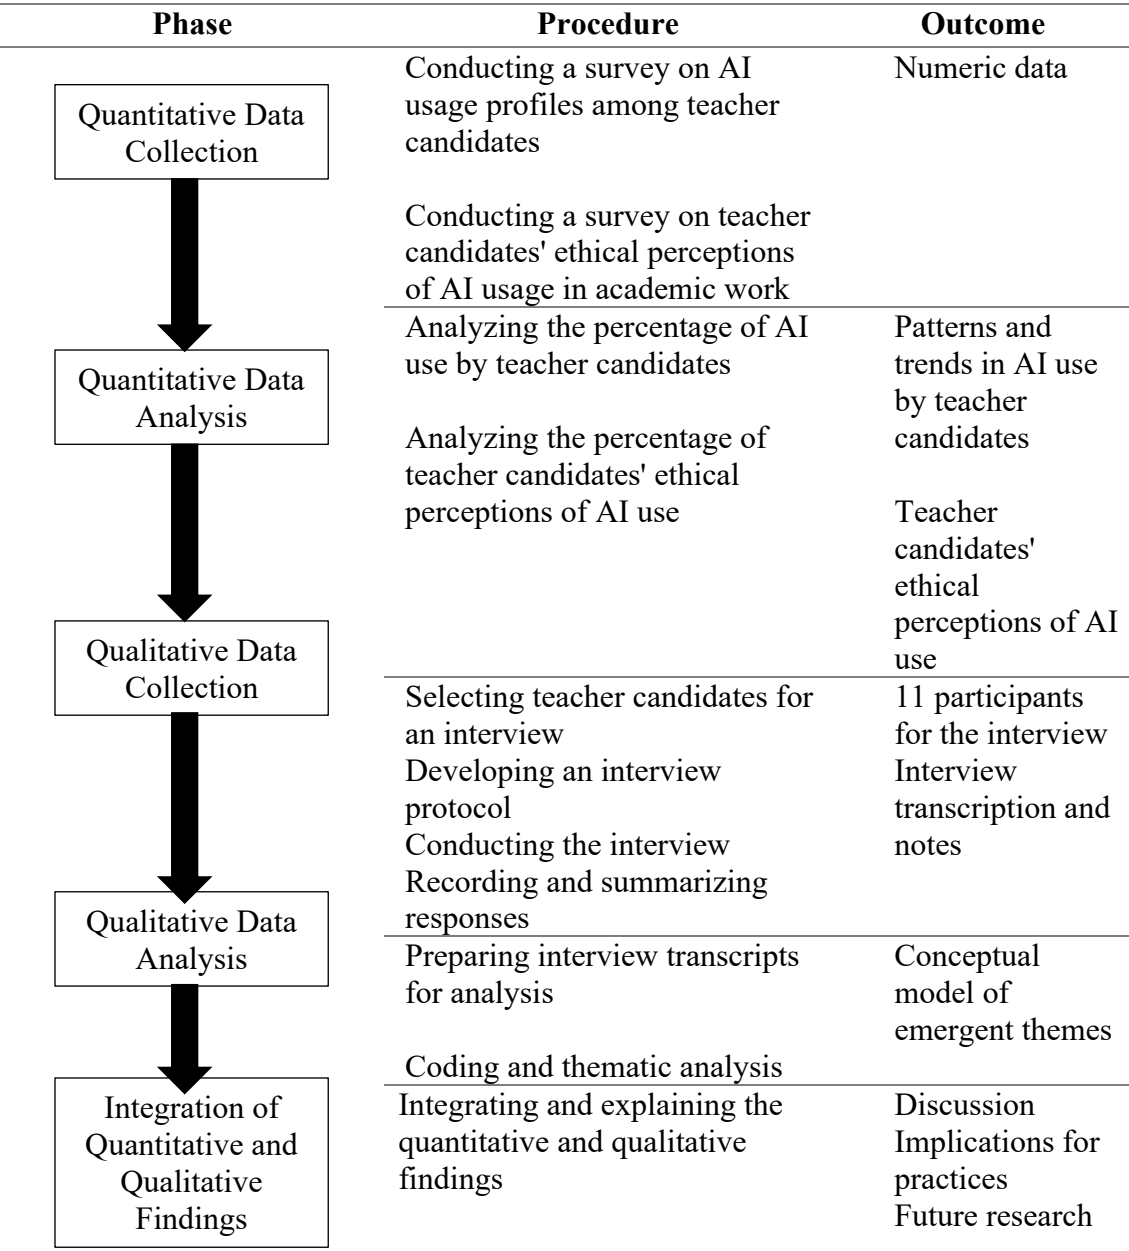 Phase Procedure Outcome
Quantitative Data
Collection
Conducting a survey on AI
usage profiles among teacher
candidates
Conducting a survey on teacher
candidates' ethical perceptions
of AI usage in academic work
Numeric data
Quantitative Data
Analysis
Analyzing the percentage of AI
use by teacher candidates
Analyzing the percentage of
teacher candidates' ethical
perceptions of AI use
Patterns and
trends in AI use
by teacher
candidates
Teacher
candidates'
ethical
perceptions of AI
use
Qualitative Data
Collection
Selecting teacher candidates for
an interview
Developing an interview
protocol
Conducting the interview
Recording and summarizing
responses
11 participants
for the interview
Interview
transcription and
notes
Qualitative Data
Analysis
Preparing interview transcripts
for analysis
Coding and thematic analysis
Conceptual
model of
emergent themes
Integration of
Quantitative and
Qualitative
Findings
Integrating and explaining the
quantitative and qualitative
findings
Discussion
Implications for
practices
Future research